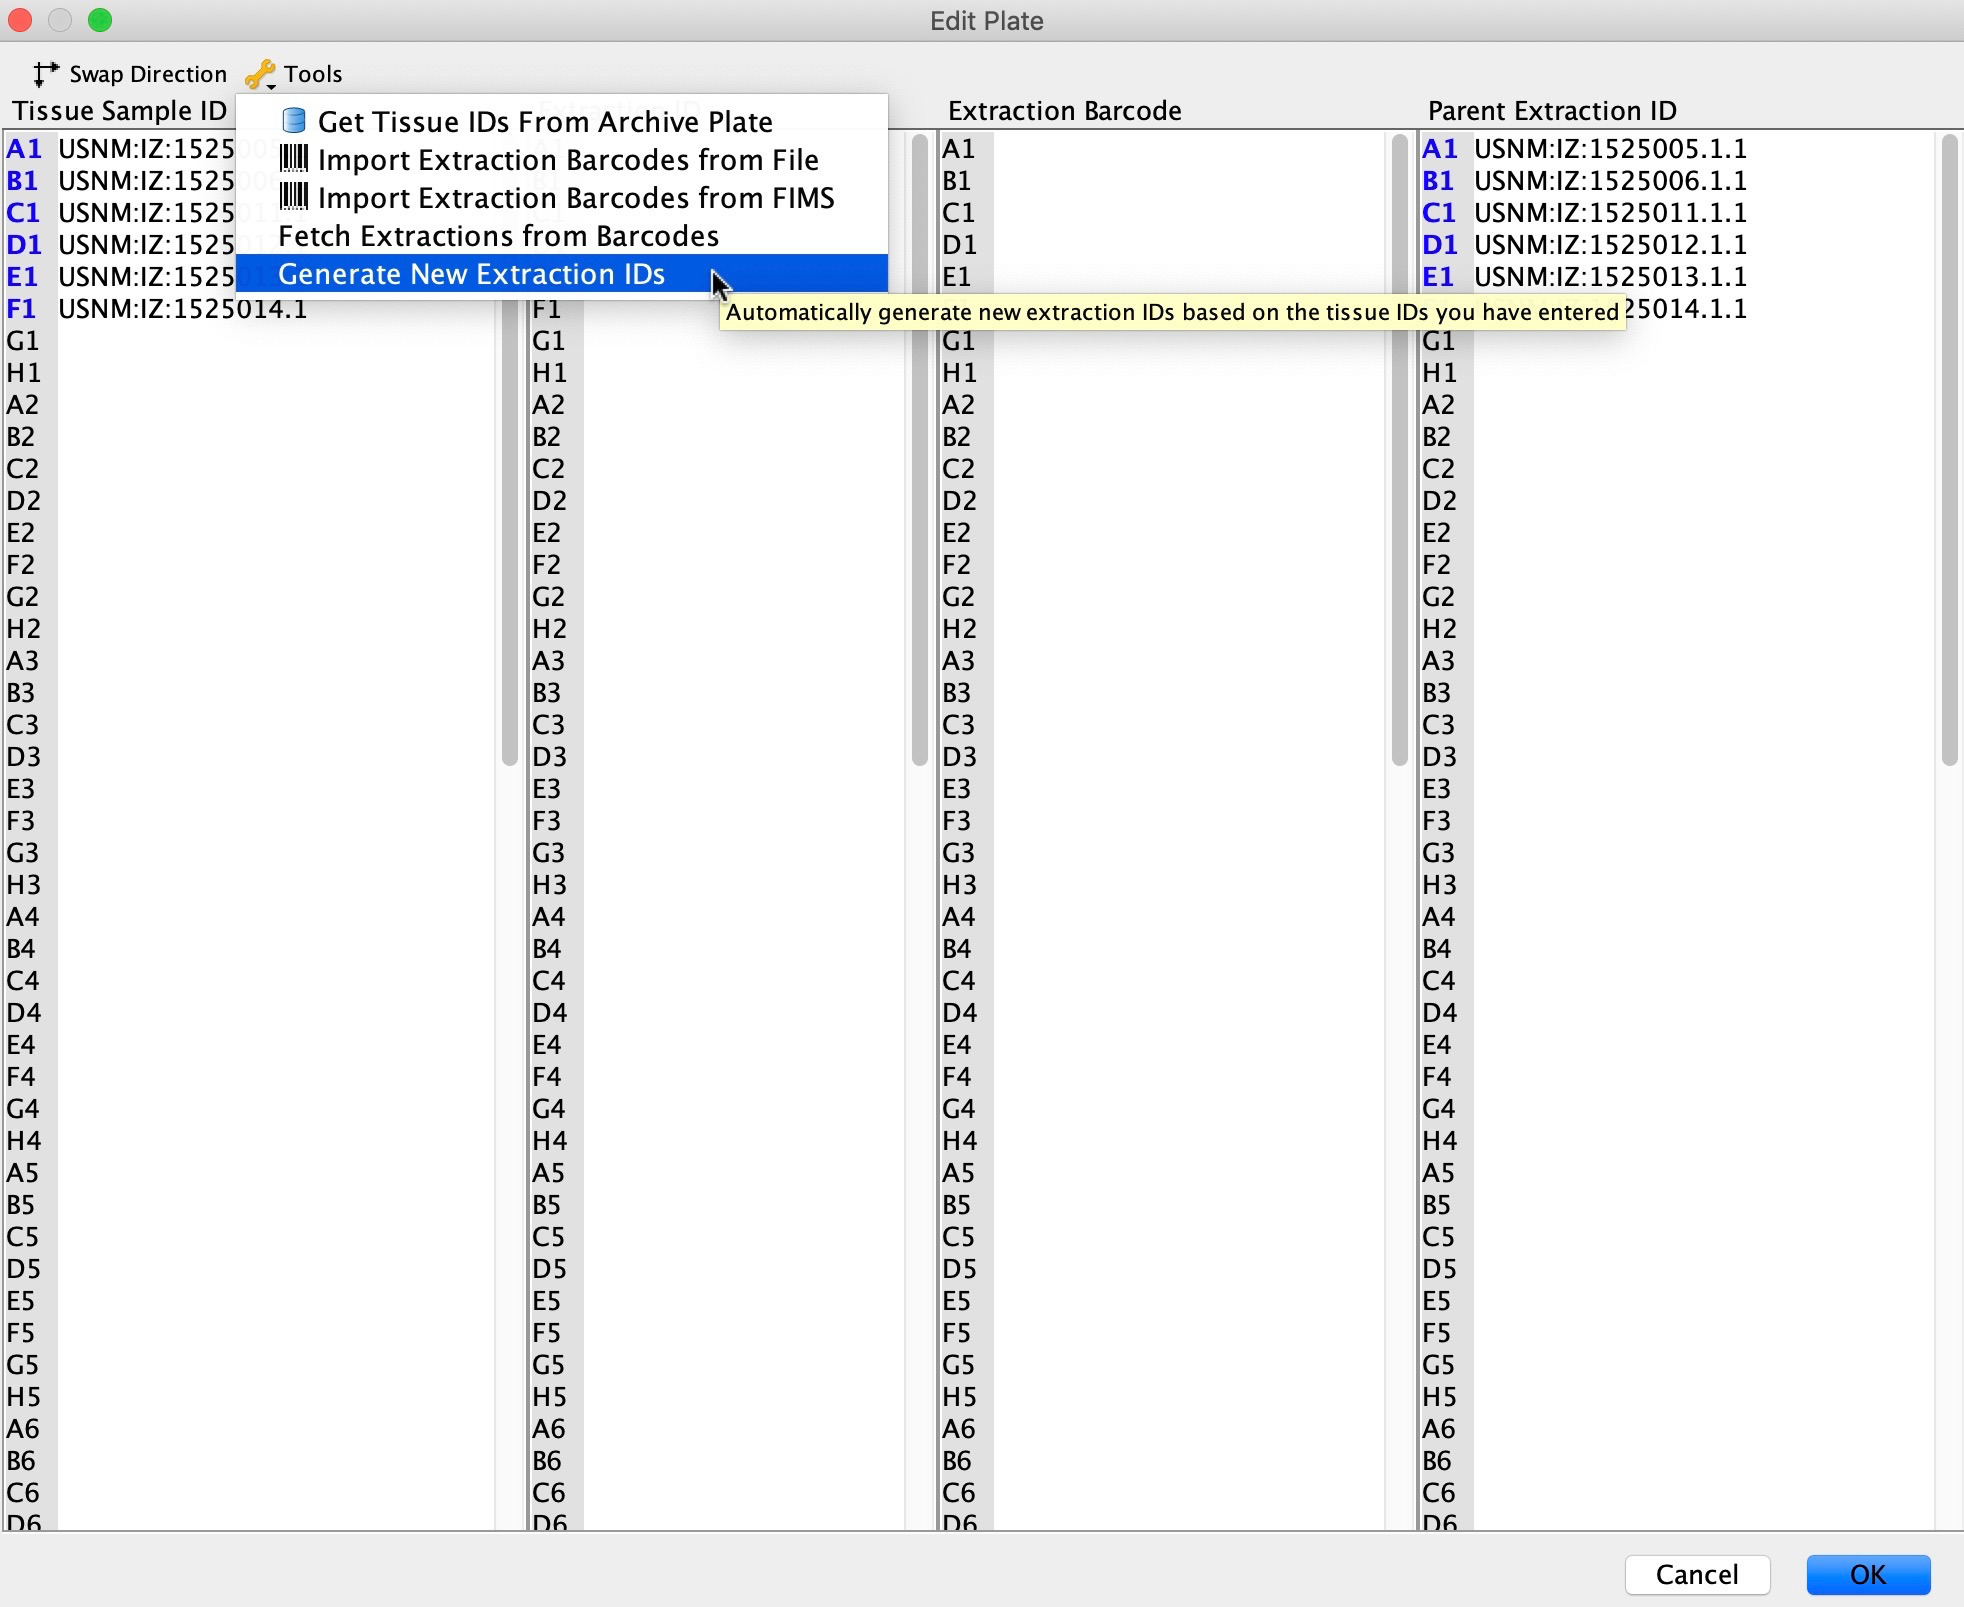 Edit Plate
Swap Direction Tools
Get Tissue IDs From Archive Plate
Import Extraction Barcodes from File
Import Extraction Barcodes from FIMS
Fetch Extractions from Barcodes
Generate New Extraction IDs
Automatically generate new extraction IDs based on the tissue IDs you have entered
Tissue Sample ID Extraction ID Extraction Barcode Parent Extraction ID
A1 USNM:IZ:1525005 A1 A1 USNM:IZ:1525005.1.1
B1 USNM:IZ:1525006 B1 B1 USNM:IZ:1525006.1.1
C1 USNM:IZ:1525011.1 C1 C1 C1 USNM:IZ:1525011.1.1
D1 USNM:IZ:1525012 D1 D1 USNM:IZ:1525012.1.1
E1 USNM:IZ:1525013 E1 E1 USNM:IZ:1525013.1.1
F1 USNM:IZ:1525014.1 F1 25014.1.1
G1 G1 G1 G1
H1 H1 H1 H1
A2 A2 A2 A2
B2 B2 B2 B2
C2 C2 C2 C2
D2 D2 D2 D2
E2 E2 E2 E2
F2 F2 F2 F2
G2 G2 G2 G2
H2 H2 H2 H2
A3 A3 A3 A3
B3 B3 B3 B3
C3 C3 C3 C3
D3 D3 D3 D3
E3 E3 E3 E3
F3 F3 F3 F3
G3 G3 G3 G3
H3 H3 H3 H3
A4 A4 A4 A4
B4 B4 B4 B4
C4 C4 C4 C4
D4 D4 D4 D4
E4 E4 E4 E4
F4 F4 F4 F4
G4 G4 G4 G4
H4 H4 H4 H4
A5 A5 A5 A5
B5 B5 B5 B5
C5 C5 C5 C5
D5 D5 D5 D5
E5 E5 E5 E5
F5 F5 F5 F5
G5 G5 G5 G5
H5 H5 H5 H5
A6 A6 A6 A6
B6 B6 B6 B6
C6 C6 C6 C6
D6 D6 D6 D6
Cancel OK